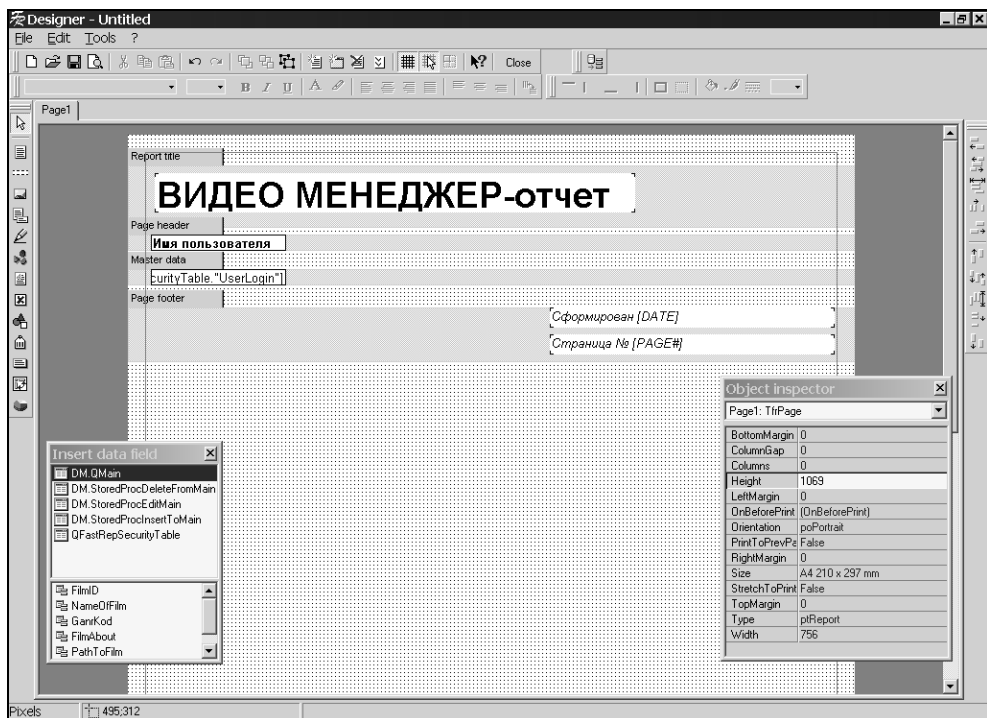 Designer - Untitled
File Edit Tools ?
Close
B I U A
Page1
Report title
ВИДЕО МЕНЕДЖЕР-отчет
Page header
Имя пользователя
Master data
curityTable."UserLogin"]
Page footer
Сформирован [DATE]
Страница № [PAGE#]
Object inspector
Page1: TfrPage
BottomMargin 0
ColumnGap 0
Columns 0
Height 1069
LeftMargin 0
OnBeforePrint (OnBeforePrint)
Orientation poPortrait
PrintToPrevPa False
RightMargin 0
Size A4 210 x 297 mm
StretchToPrint False
TopMargin 0
Type ptReport
Width 756
Insert data field
DM.QMain
DM.StoredProcDeleteFromMain
DM.StoredProcEditMain
DM.StoredProcInsertToMain
QFastRepSecurityTable
FilmID
NameOfFilm
GanrKod
FilmAbout
PathToFilm
Pixels 495;312